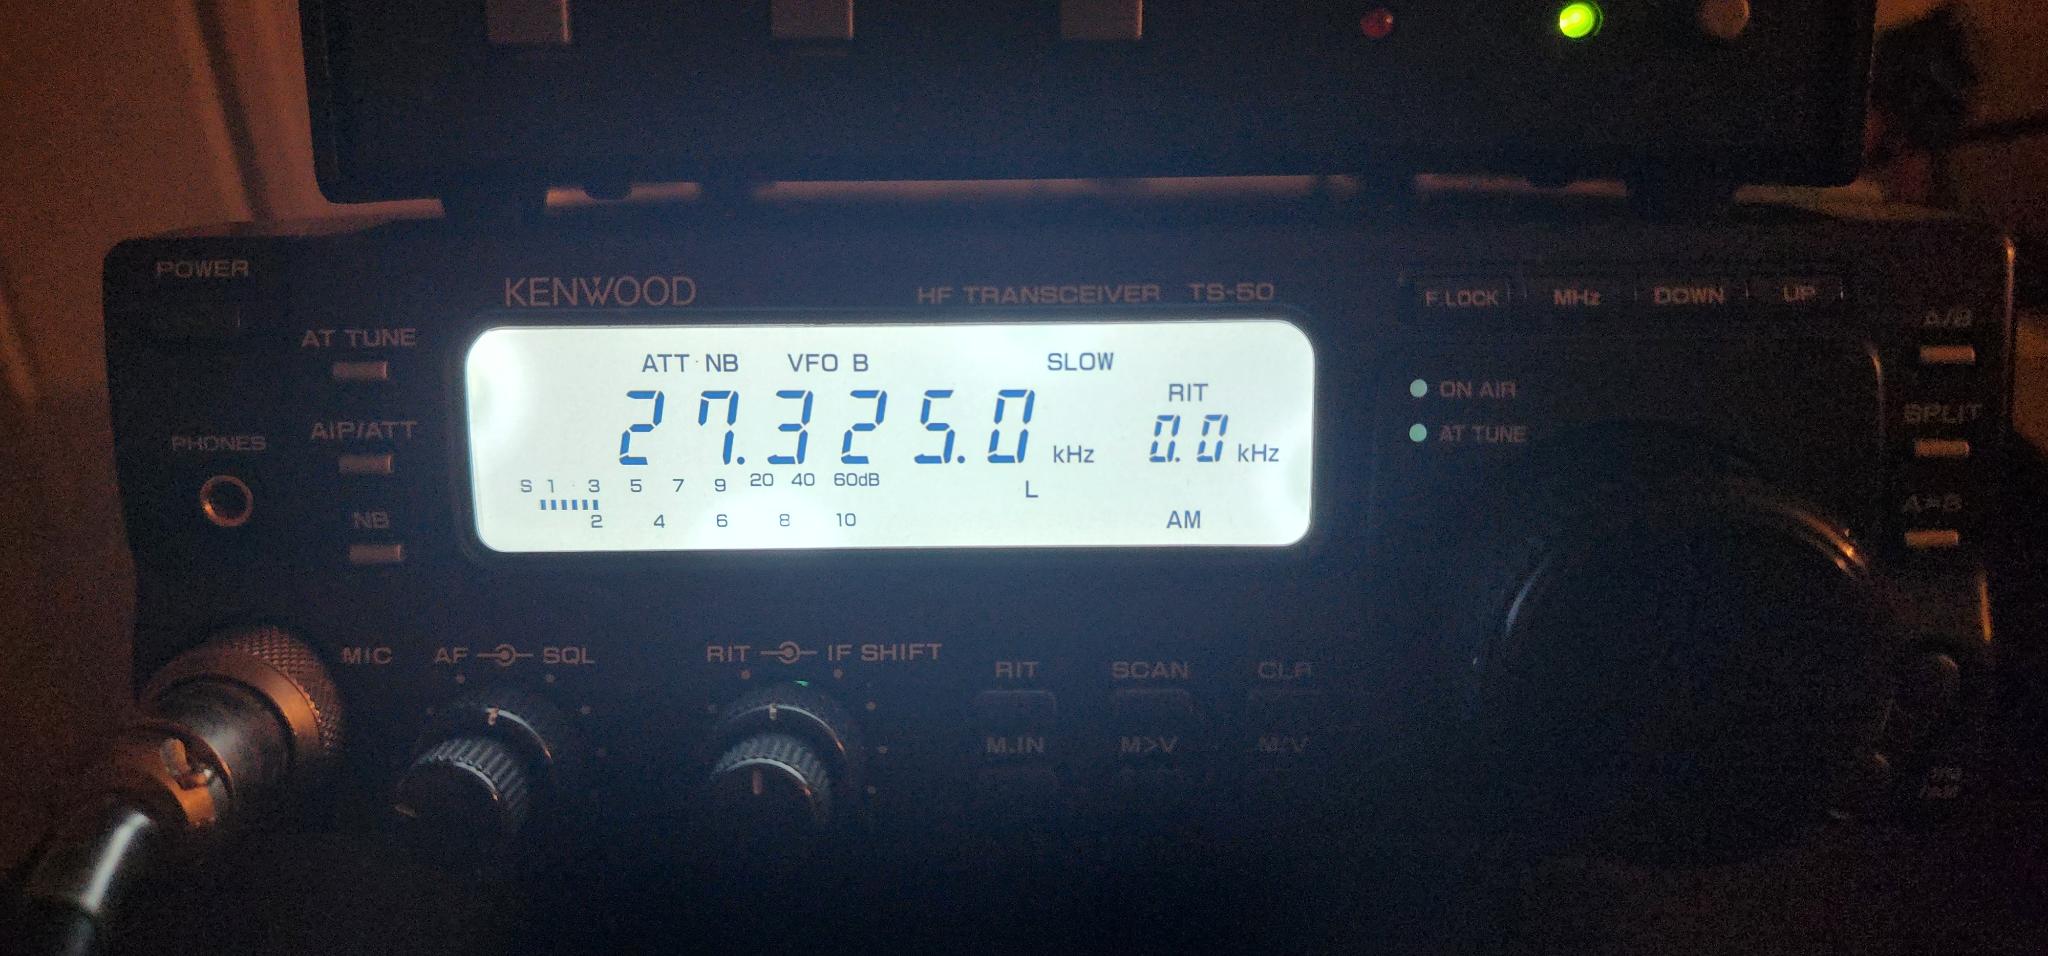 POWER
KENWOOD HF TRANSCEIVER TS-50
F.LOCK MHz DOWN UP
A/B
AT TUNE
ATT NB VFO B SLOW
RIT
27.325.0 kHz 0.0 kHz
ON AIR
AT TUNE
SPLIT
PHONES
AIP/ATT
S 1 3 5 7 9 20 40 60dB
L
A=B
NB
2 4 6 8 10
AM
MIC
AF SQL
RIT IF SHIFT
RIT SCAN CLR
M.IN M>V M/V